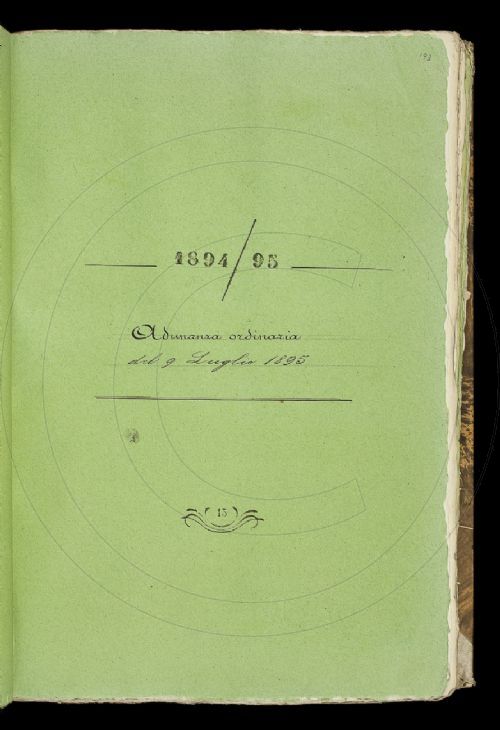 193
1894/95
Adunanza ordinaria
del 9 Luglio 1895
15